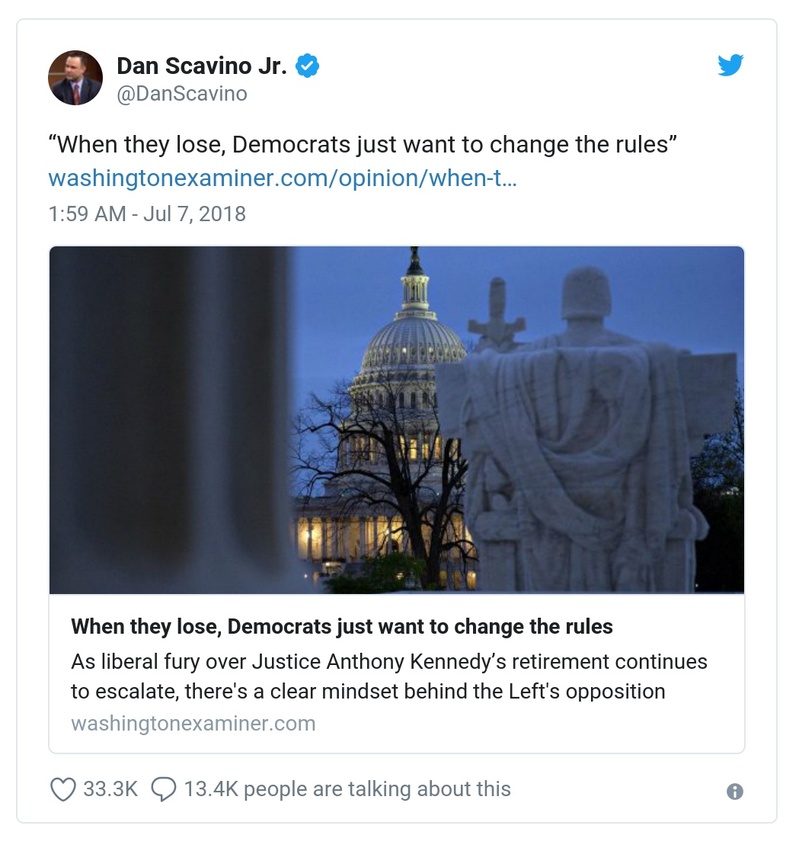 Dan Scavino Jr.
@DanScavino
“When they lose, Democrats just want to change the rules”
washingtonexaminer.com/opinion/when-t…
1:59 AM - Jul 7, 2018
When they lose, Democrats just want to change the rules
As liberal fury over Justice Anthony Kennedy’s retirement continues
to escalate, there's a clear mindset behind the Left's opposition
washingtonexaminer.com
33.3K 13.4K people are talking about this